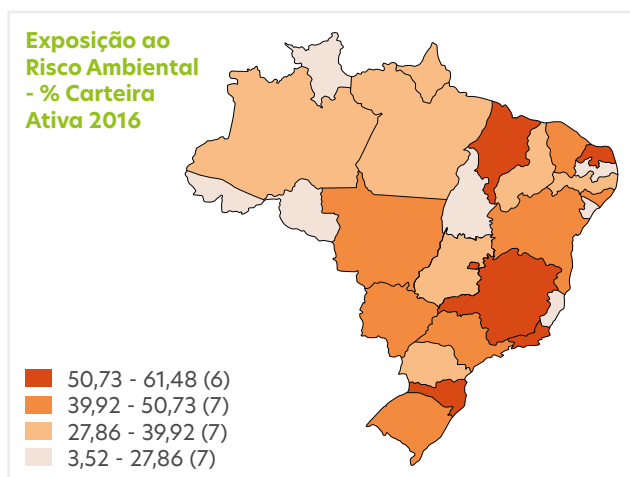 Exposição ao
Risco Ambiental
- % Carteira
Ativa 2016
50,73 - 61,48 (6)
39,92 - 50,73 (7)
27,86 - 39,92 (7)
3,52 - 27,86 (7)